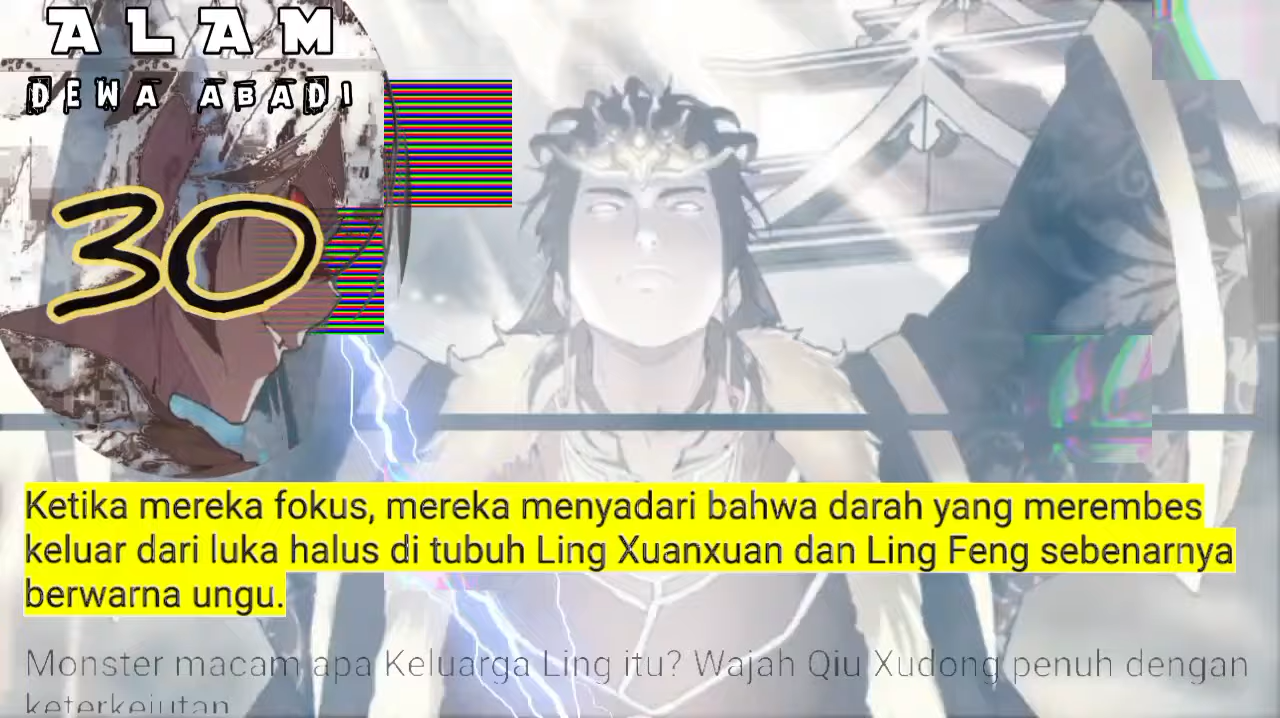 ALAM
DEWA ABADI
30
Ketika mereka fokus, mereka menyadari bahwa darah yang merembes
keluar dari luka halus di tubuh Ling Xuanxuan dan Ling Feng sebenarnya
berwarna ungu.
Monster macam apa Keluarga Ling itu? Wajah Qiu Xudong penuh dengan
keterkejutan